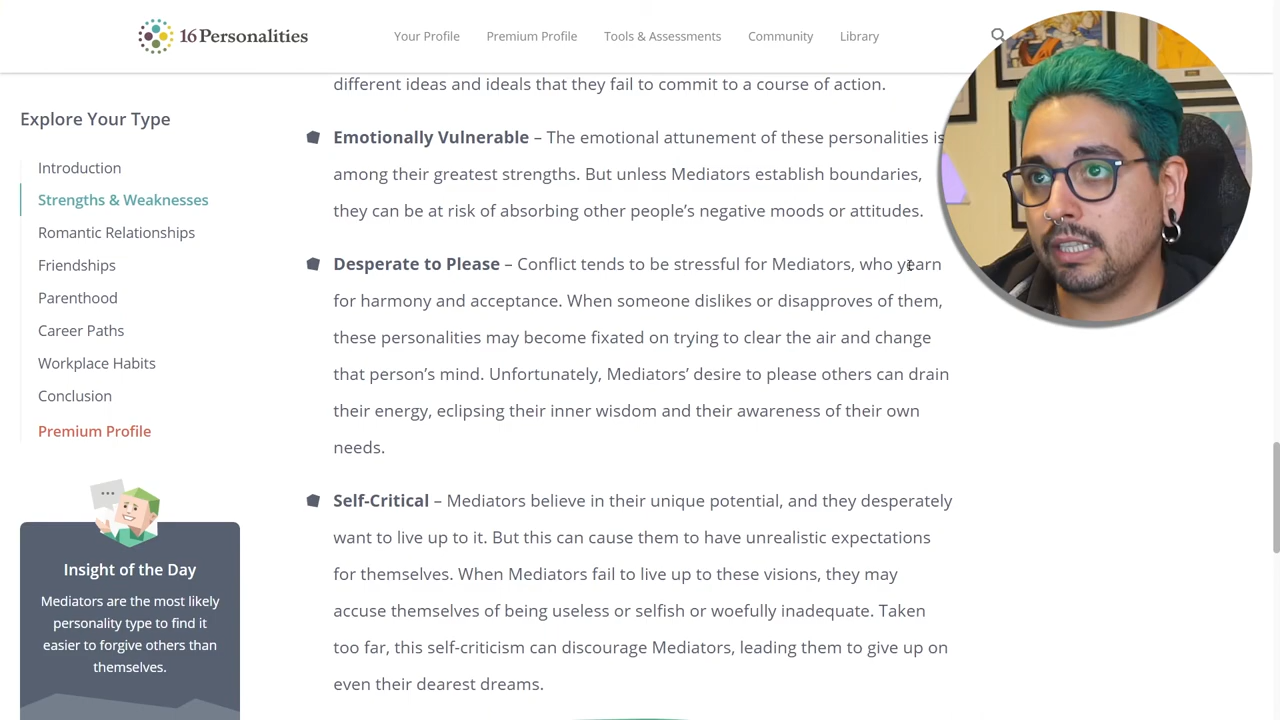 16Personalities
Your Profile
Premium Profile
Tools & Assessments
Community
Library
Explore Your Type
Introduction
Strengths & Weaknesses
Romantic Relationships
Friendships
Parenthood
Career Paths
Workplace Habits
Conclusion
Premium Profile
Insight of the Day
Mediators are the most likely
personality type to find it
easier to forgive others than
themselves.
different ideas and ideals that they fail to commit to a course of action.
Emotionally Vulnerable – The emotional attunement of these personalities is
among their greatest strengths. But unless Mediators establish boundaries,
they can be at risk of absorbing other people’s negative moods or attitudes.
Desperate to Please – Conflict tends to be stressful for Mediators, who yearn
for harmony and acceptance. When someone dislikes or disapproves of them,
these personalities may become fixated on trying to clear the air and change
that person’s mind. Unfortunately, Mediators’ desire to please others can drain
their energy, eclipsing their inner wisdom and their awareness of their own
needs.
Self-Critical – Mediators believe in their unique potential, and they desperately
want to live up to it. But this can cause them to have unrealistic expectations
for themselves. When Mediators fail to live up to these visions, they may
accuse themselves of being useless or selfish or woefully inadequate. Taken
too far, this self-criticism can discourage Mediators, leading them to give up on
even their dearest dreams.